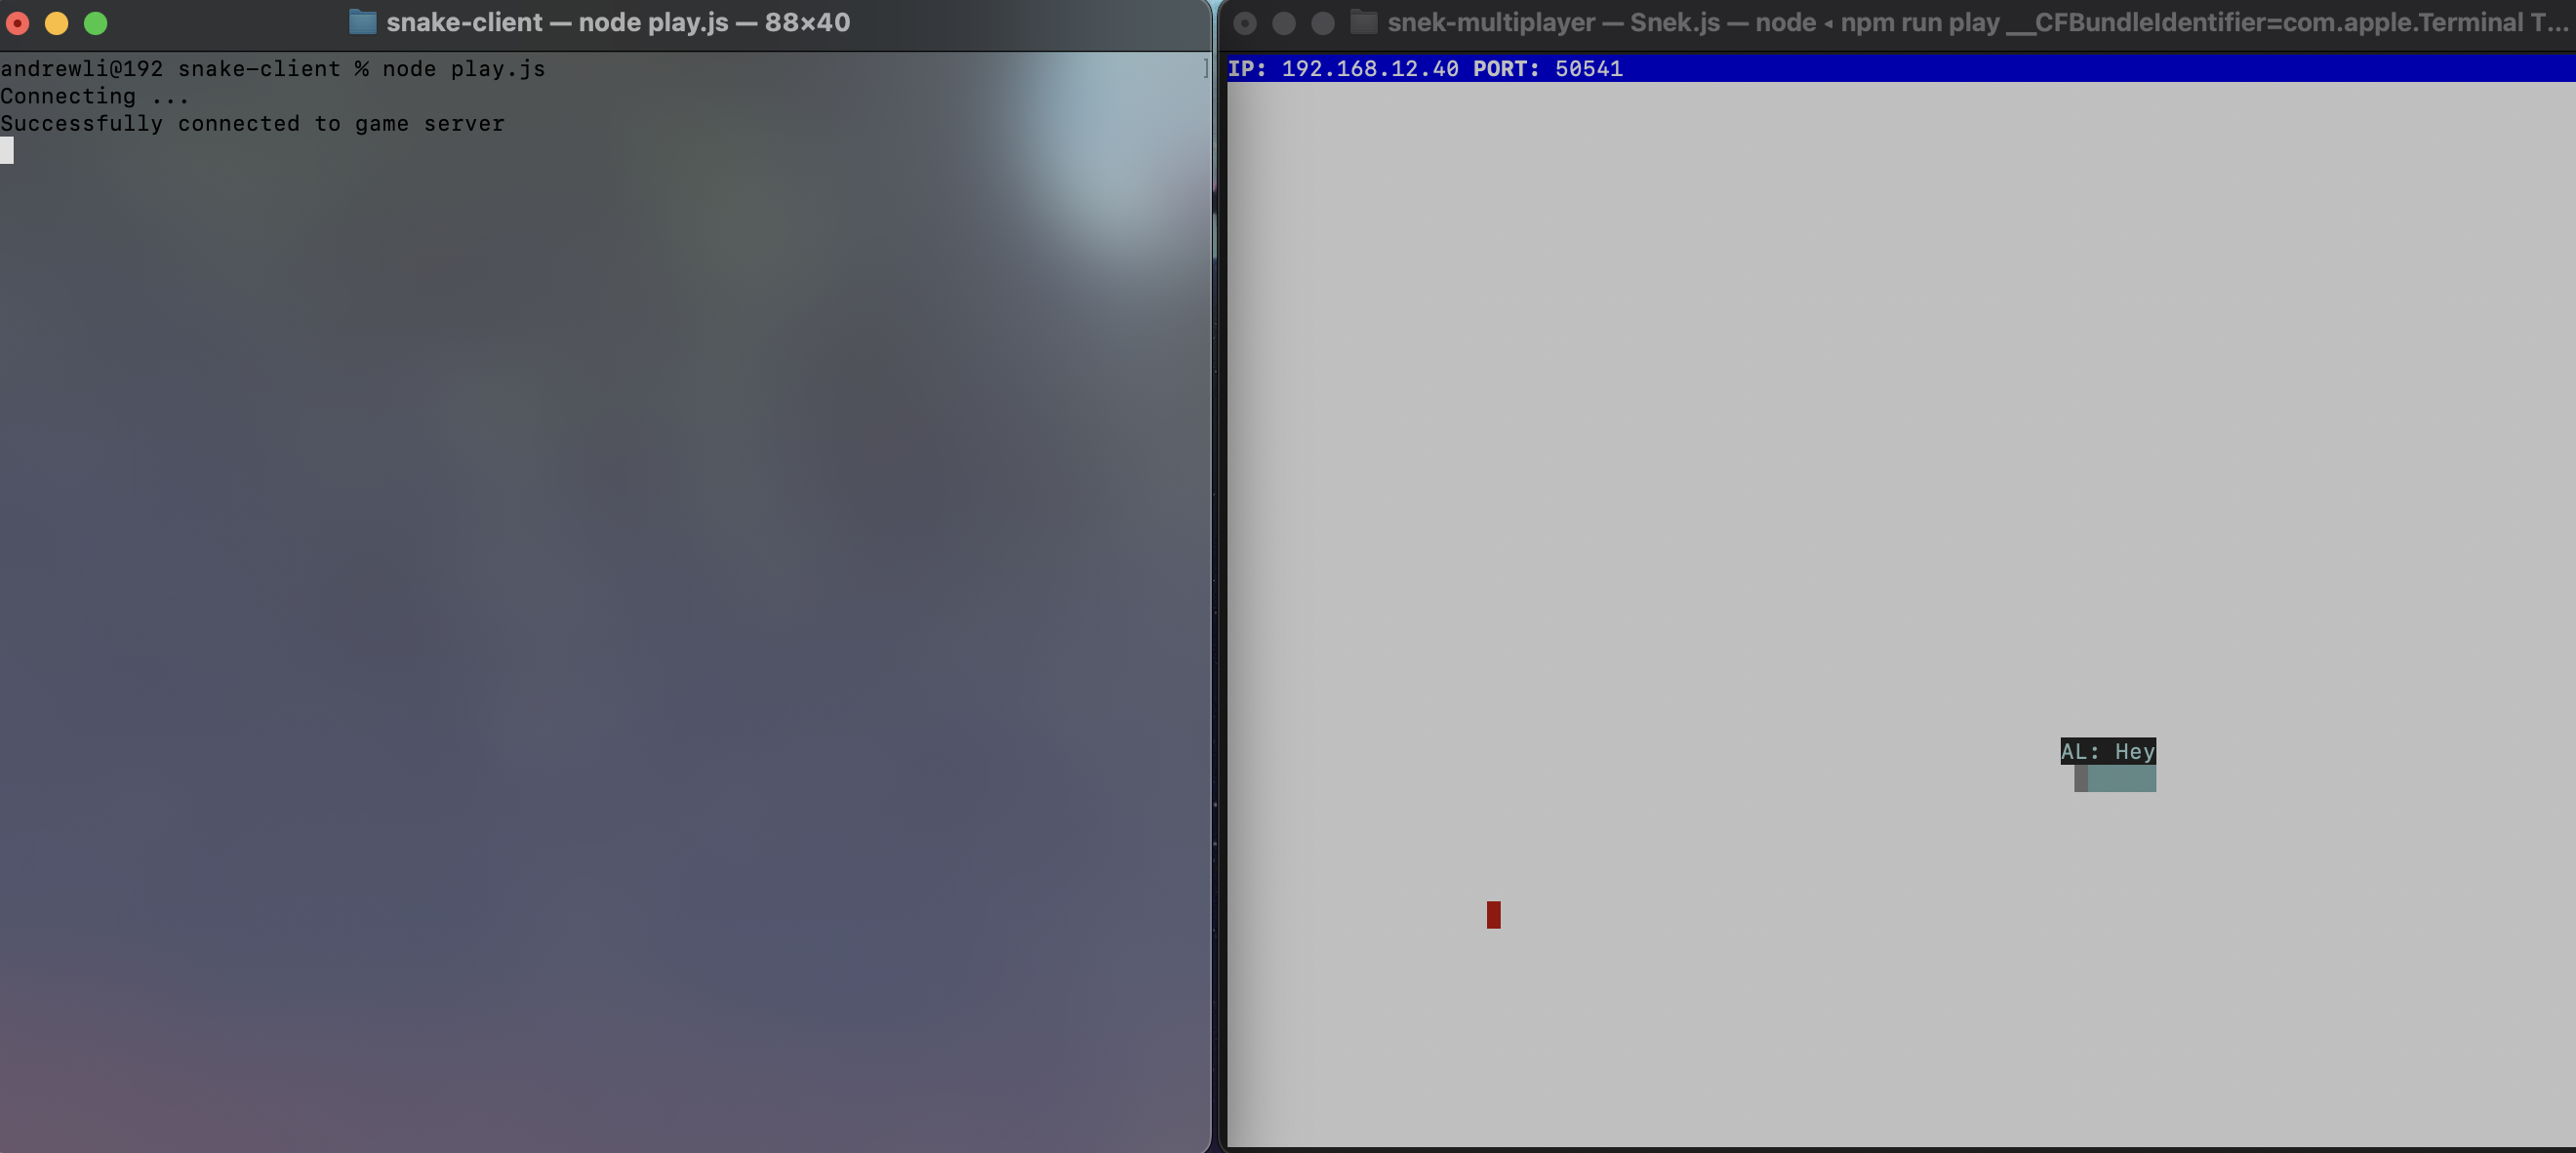 snake-client — node play.js — 88×40
andrewli@192 snake-client % node play.js
Connecting ...
Successfully connected to game server
snek-multiplayer — Snek.js — node ◂ npm run play __CFBundleIdentifier=com.apple.Terminal T...
IP: 192.168.12.40 PORT: 50541
AL: Hey